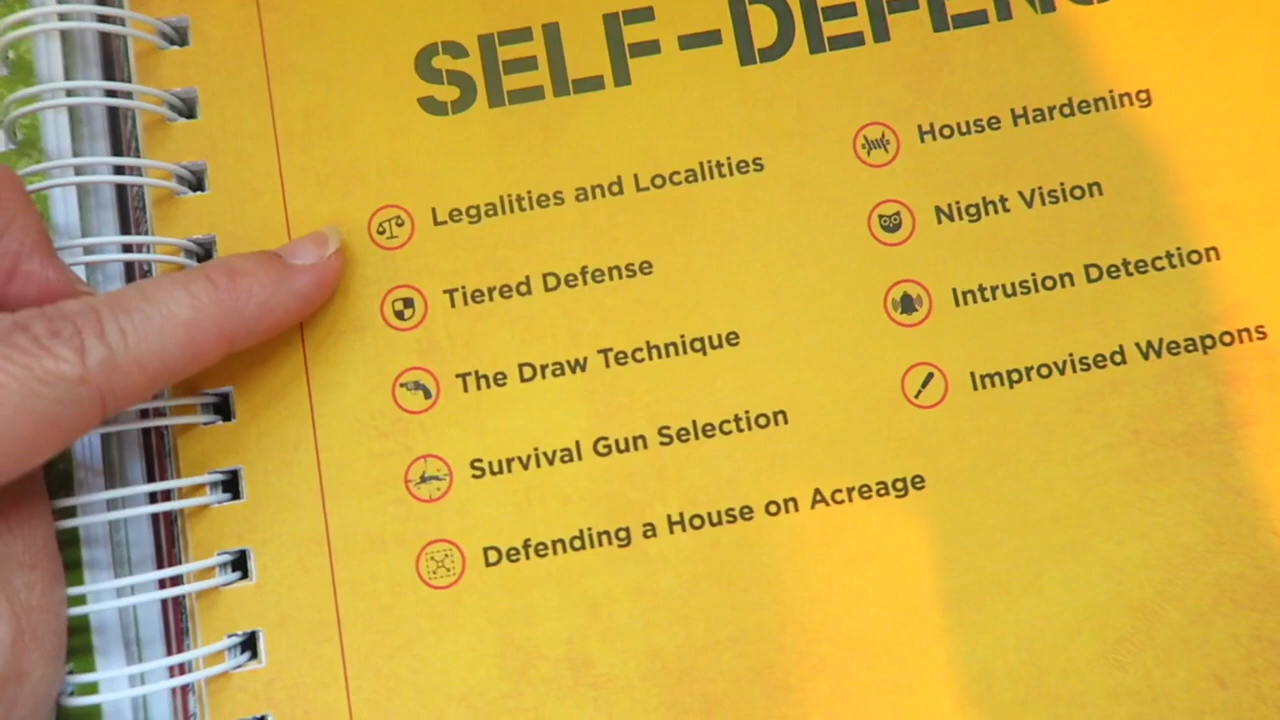 SELF-DEFENS
Legalities and Localities
Tiered Defense
The Draw Technique
Survival Gun Selection
Defending a House on Acreage
House Hardening
Night Vision
Intrusion Detection
Improvised Weapons